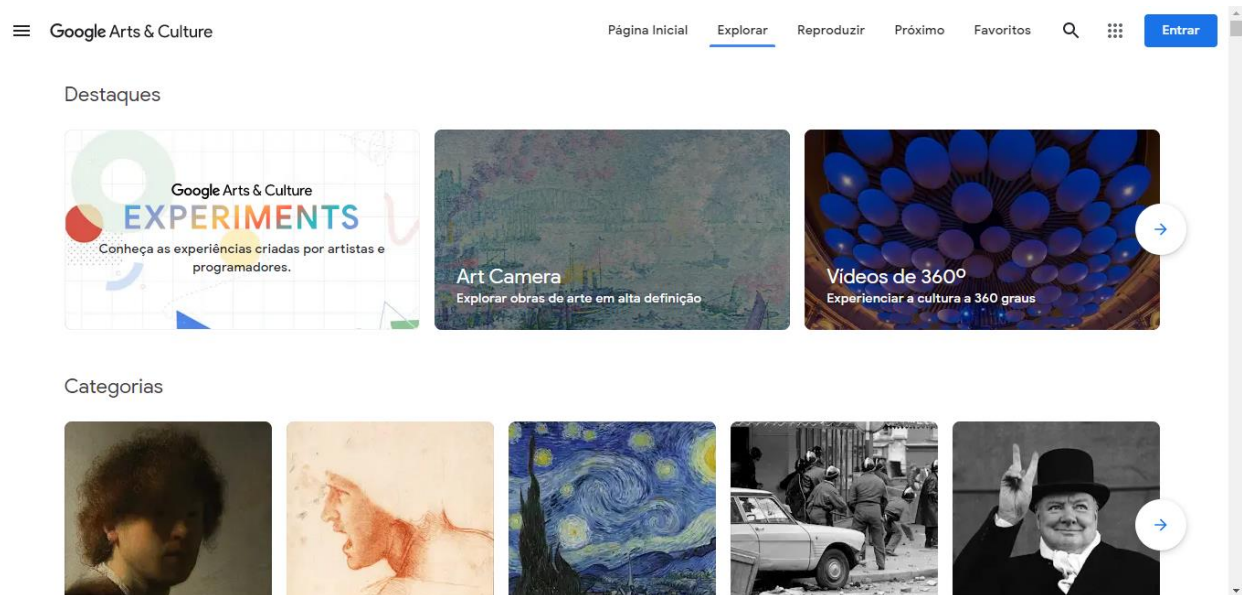 Google Arts & Culture
Página Inicial
Explorar
Reproduzir
Próximo
Favoritos
Entrar
Destaques
Google Arts & Culture
EXPERIMENTS
Conheça as experiências criadas por artistas e
programadores.
Art Camera
Explorar obras de arte em alta definição
Vídeos de 360º
Experienciar a cultura a 360 graus
Categorias